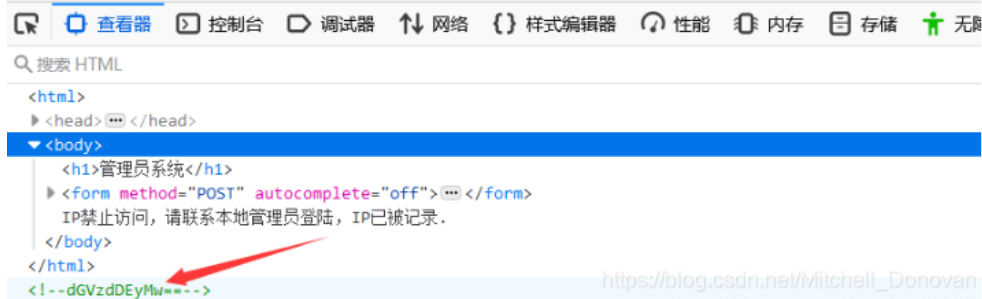 查看器 控制台 调试器 网络 {} 样式编辑器 性能 内存 存储 无障
搜索 HTML
<html>
<head>···</head>
<body>
<h1>管理员系统</h1>
<form method="POST" autocomplete="off">···</form>
IP禁止访问，请联系本地管理员登陆，IP已被记录.
</body>
</html>
<!--dGVzdDEyMw==-->
https://blog.csdn.net/Mitchell_Donovan